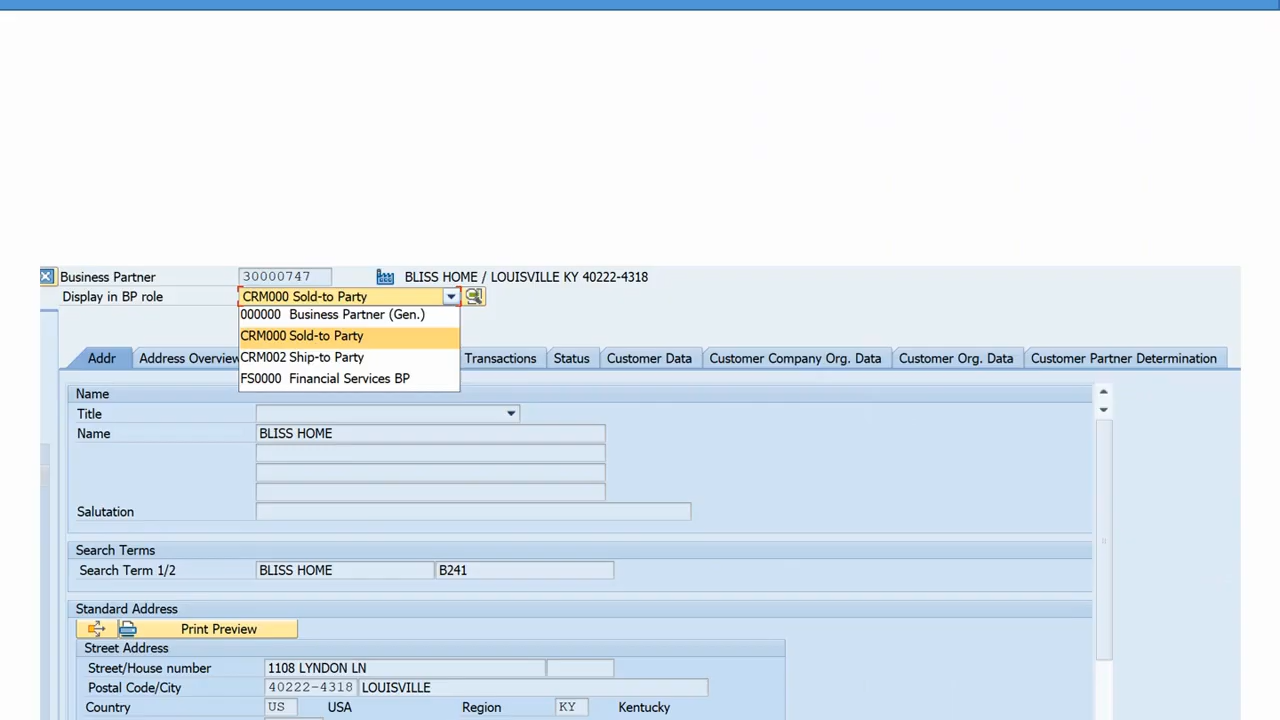 Business Partner 30000747 BLISS HOME / LOUISVILLE KY 40222-4318
Display in BP role CRM000 Sold-to Party
000000 Business Partner (Gen.)
CRM000 Sold-to Party
CRM002 Ship-to Party
FS0000 Financial Services BP
Addr Address Overview Transactions Status Customer Data Customer Company Org. Data Customer Org. Data Customer Partner Determination
Name
Title
Name BLISS HOME
Salutation
Search Terms
Search Term 1/2 BLISS HOME B241
Standard Address
Print Preview
Street Address
Street/House number 1108 LYNDON LN
Postal Code/City 40222-4318 LOUISVILLE
Country US USA Region KY Kentucky